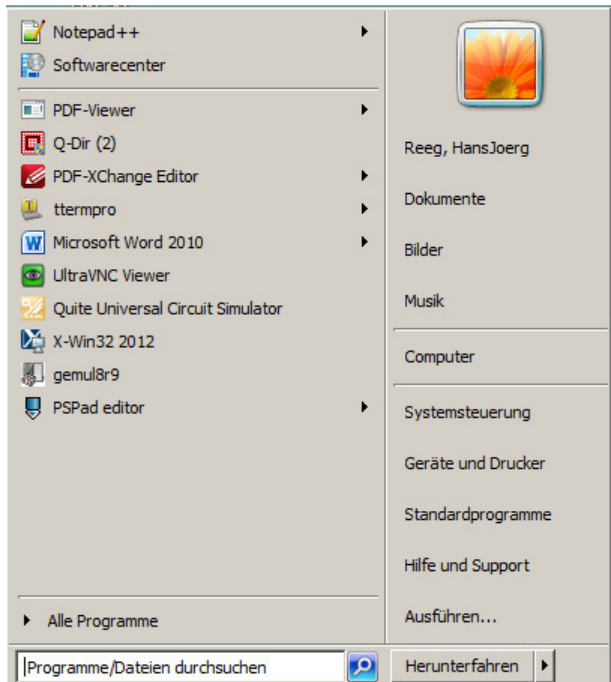 Notepad++
Softwarecenter
PDF-Viewer
Q-Dir (2)
PDF-XChange Editor
ttermpro
Microsoft Word 2010
UltraVNC Viewer
Quite Universal Circuit Simulator
X-Win32 2012
gemul8r9
PSPad editor
Alle Programme
Programme/Dateien durchsuchen
Reeg, HansJoerg
Dokumente
Bilder
Musik
Computer
Systemsteuerung
Geräte und Drucker
Standardprogramme
Hilfe und Support
Ausführen...
Herunterfahren